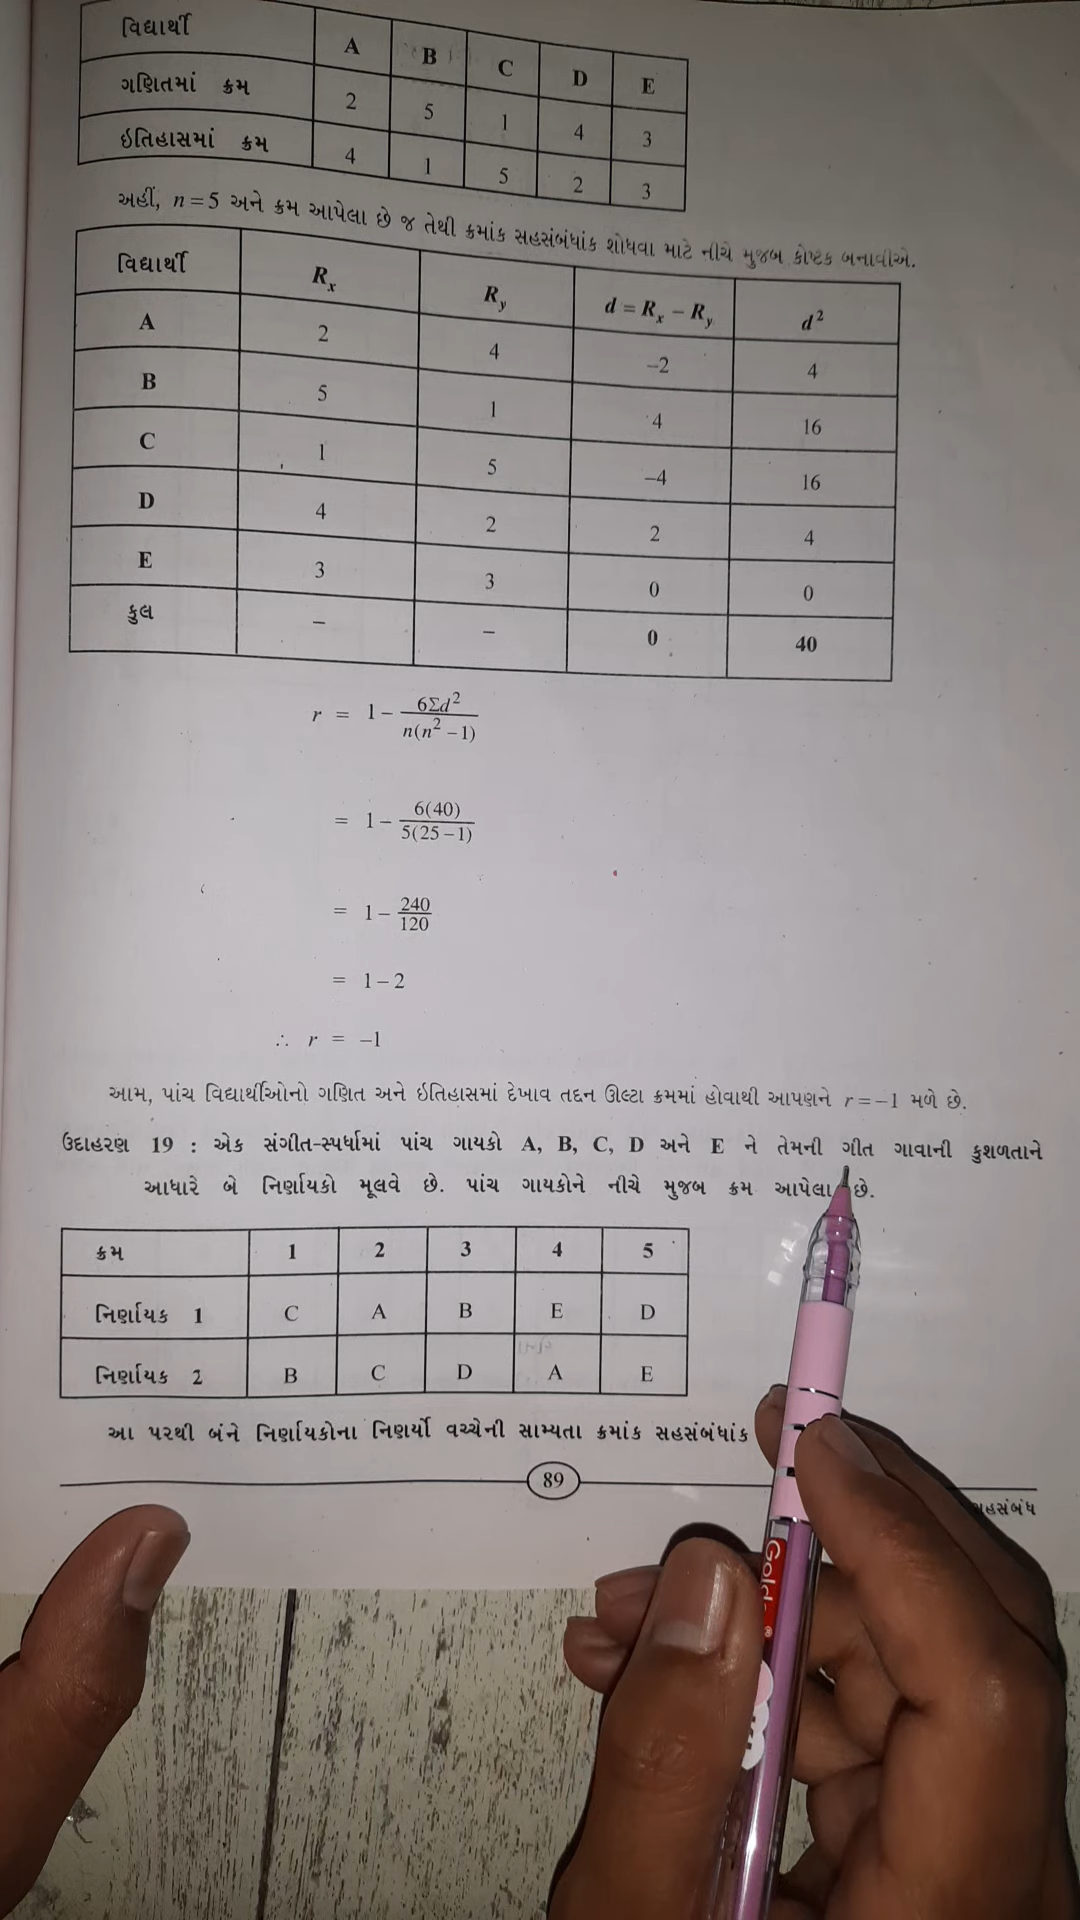 વિદ્યાર્થી A B C D E
ગણિતમાં ક્રમ 2 5 1 4 3
ઇતિહાસમાં ક્રમ 4 1 5 2 3
અહીં, n = 5 અને ક્રમ આપેલા છે જ તેથી ક્રમાંક સહસંબંધાંક શોધવા માટે નીચે મુજબ કોષ્ટક બનાવીએ.
વિદ્યાર્થી Rx Ry d = Rx − Ry d²
A 2 4 −2 4
B 5 1 4 16
C 1 5 −4 16
D 4 2 2 4
E 3 3 0 0
કુલ − − 0 40
r = 1 − 6Σd² / n(n² − 1)
= 1 − 6(40) / 5(25 − 1)
= 1 − 240 / 120
= 1 − 2
∴ r = −1
આમ, પાંચ વિદ્યાર્થીઓનો ગણિત અને ઇતિહાસમાં દેખાવ તદ્દન ઊલ્ટા ક્રમમાં હોવાથી આપણને r = −1 મળે છે.
ઉદાહરણ 19 : એક સંગીત-સ્પર્ધામાં પાંચ ગાયકો A, B, C, D અને E ને તેમની ગીત ગાવાની કુશળતાને
આધારે બે નિર્ણાયકો મૂલવે છે. પાંચ ગાયકોને નીચે મુજબ ક્રમ આપેલા છે.
ક્રમ 1 2 3 4 5
નિર્ણાયક 1 C A B E D
નિર્ણાયક 2 B C D A E
આ પરથી બંને નિર્ણાયકોના નિણર્યો વચ્ચેની સામ્યતા ક્રમાંક સહસંબંધાંક
89
સહસંબંધ
Gold